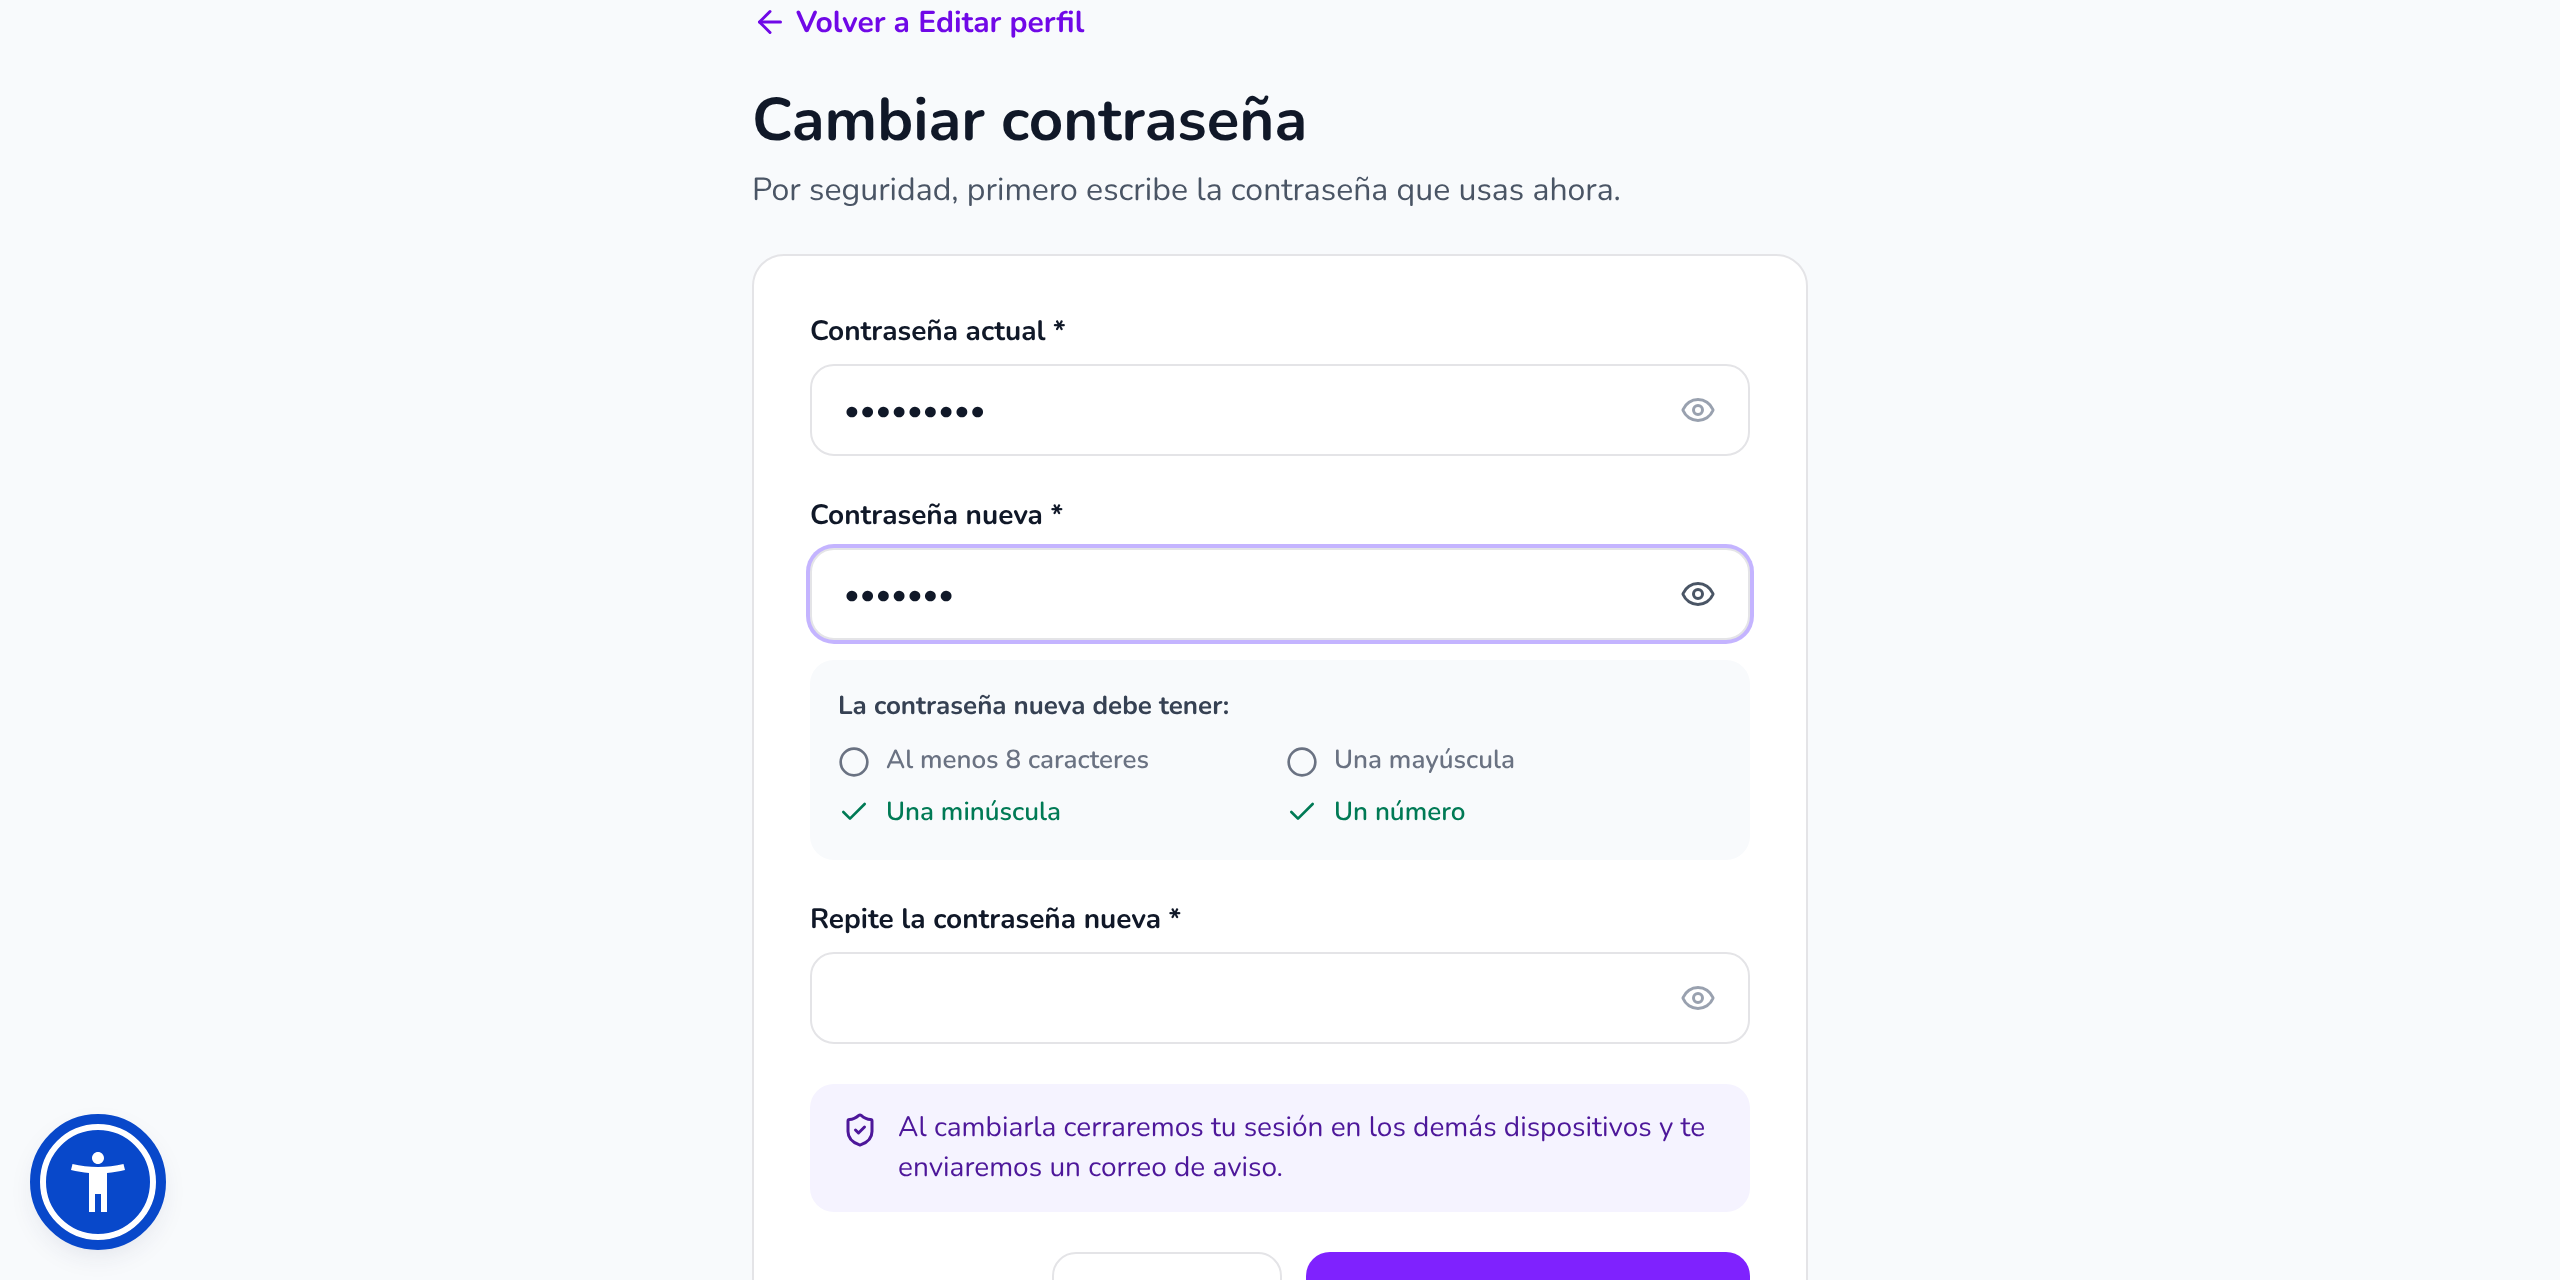 Volver a Editar perfil
Cambiar contraseña
Por seguridad, primero escribe la contraseña que usas ahora.
Contraseña actual *
•••••••••
Contraseña nueva *
•••••••
La contraseña nueva debe tener:
Al menos 8 caracteres
Una mayúscula
Una minúscula
Un número
Repite la contraseña nueva *
Al cambiarla cerraremos tu sesión en los demás dispositivos y te
enviaremos un correo de aviso.